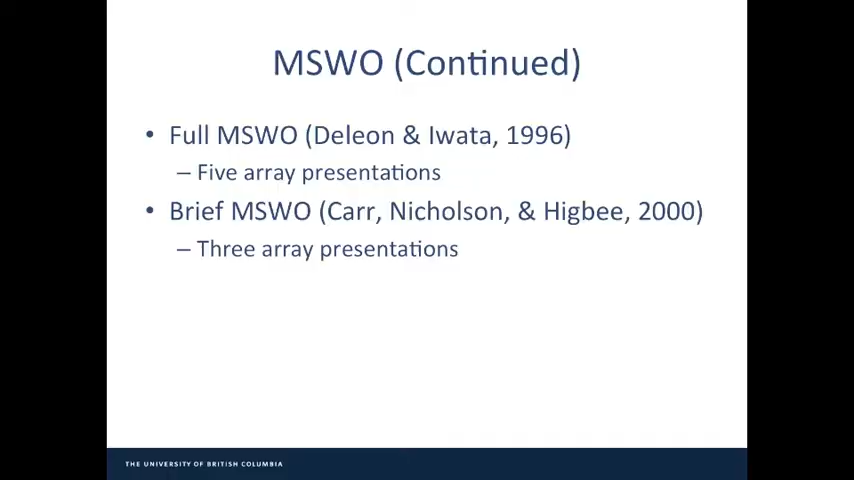 MSWO (Continued)
• Full MSWO (Deleon & Iwata, 1996)
– Five array presentations
• Brief MSWO (Carr, Nicholson, & Higbee, 2000)
– Three array presentations
THE UNIVERSITY OF BRITISH COLUMBIA